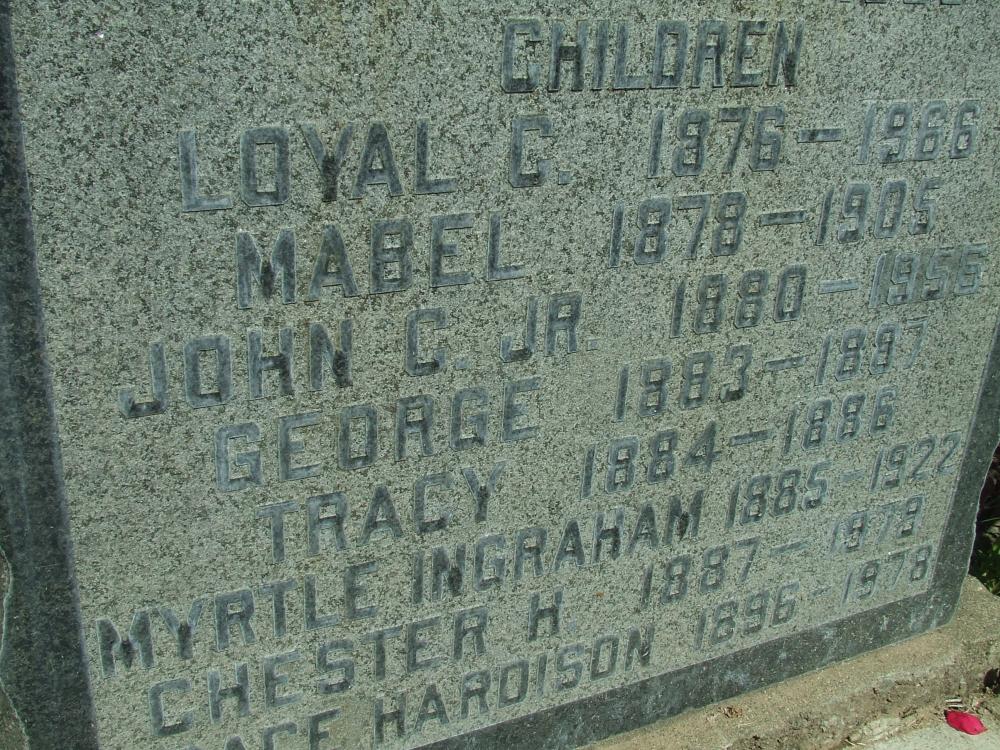 CHILDREN
LOYAL C. 1876-1966
MABEL 1878-1905
JOHN C. JR. 1880-1956
GEORGE 1883-1887
TRACY 1884-1886
MYRTLE INGRAHAM 1885-1922
CHESTER H. 1887-
HARDISON 1896-1978